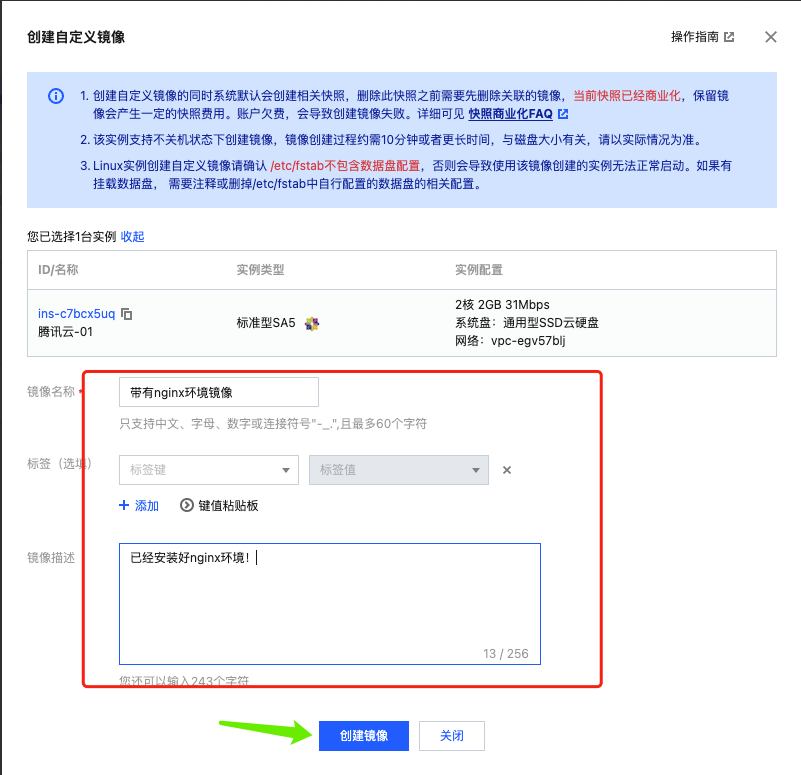 创建自定义镜像
操作指南
1. 创建自定义镜像的同时系统默认会创建相关快照，删除此快照之前需要先删除关联的镜像，当前快照已经商业化，保留镜
像会产生一定的快照费用。账户欠费，会导致创建镜像失败。详细可见 快照商业化FAQ
2. 该实例支持不关机状态下创建镜像，镜像创建过程约需10分钟或者更长时间，与磁盘大小有关，请以实际情况为准。
3. Linux实例创建自定义镜像请确认 /etc/fstab不包含数据盘配置，否则会导致使用该镜像创建的实例无法正常启动。如果有
挂载数据盘， 需要注释或删掉/etc/fstab中自行配置的数据盘的相关配置。
您已选择1台实例 收起
ID/名称 实例类型 实例配置
ins-c7bcx5uq
腾讯云-01
标准型SA5
2核 2GB 31Mbps
系统盘：通用型SSD云硬盘
网络：vpc-egv57blj
镜像名称 * 带有nginx环境镜像
只支持中文、字母、数字或连接符号"-_.",且最多60个字符
标签（选填） 标签键 标签值
添加 键值粘贴板
镜像描述 已经安装好nginx环境！
13 / 256
您还可以输入243个字符
创建镜像 关闭